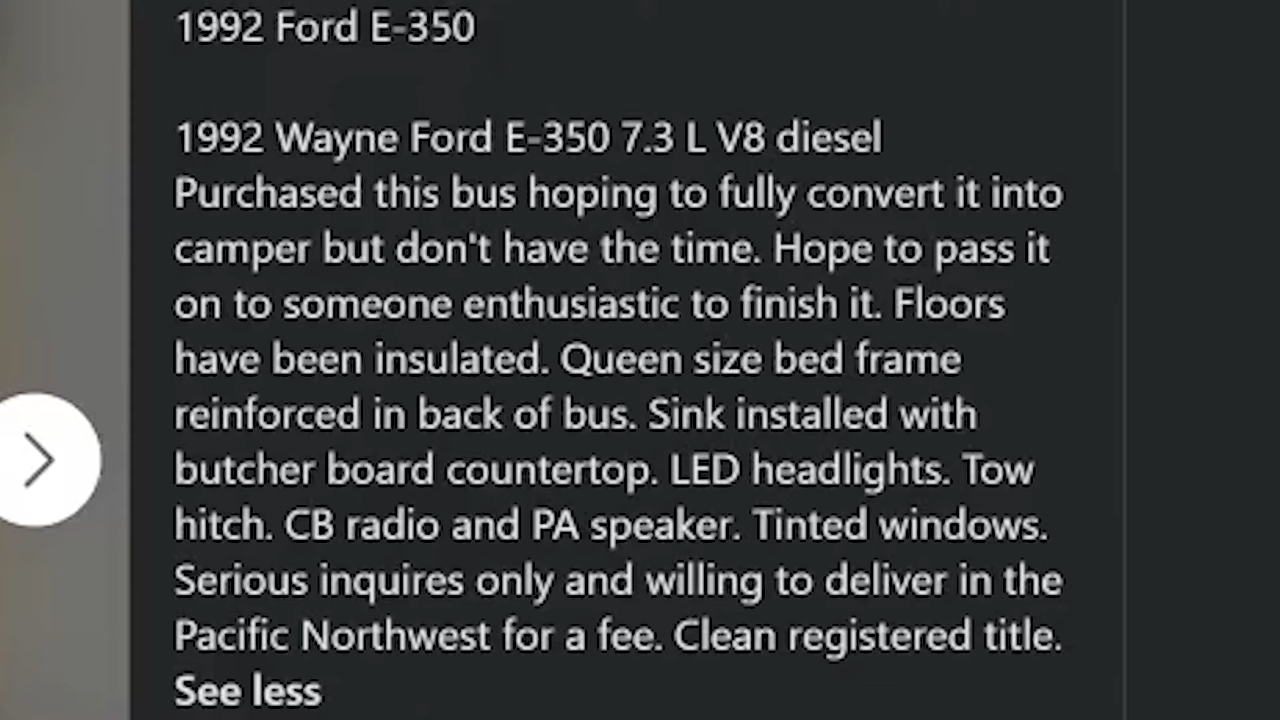 1992 Ford E-350
1992 Wayne Ford E-350 7.3 L V8 diesel
Purchased this bus hoping to fully convert it into
camper but don't have the time. Hope to pass it
on to someone enthusiastic to finish it. Floors
have been insulated. Queen size bed frame
reinforced in back of bus. Sink installed with
butcher board countertop. LED headlights. Tow
hitch. CB radio and PA speaker. Tinted windows.
Serious inquires only and willing to deliver in the
Pacific Northwest for a fee. Clean registered title.
See less